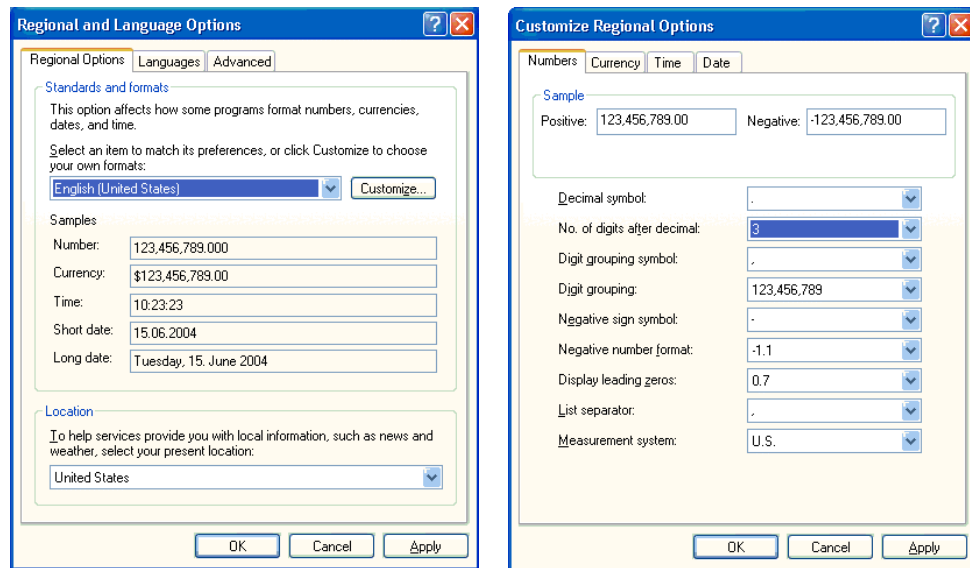 Regional and Language Options
Regional Options Languages Advanced
Standards and formats
This option affects how some programs format numbers, currencies,
dates, and time.
Select an item to match its preferences, or click Customize to choose
your own formats:
English (United States) Customize...
Samples
Number: 123,456,789.000
Currency: $123,456,789.00
Time: 10:23:23
Short date: 15.06.2004
Long date: Tuesday, 15. June 2004
Location
To help services provide you with local information, such as news and
weather, select your present location:
United States
OK Cancel Apply
Customize Regional Options
Numbers Currency Time Date
Sample
Positive: 123,456,789.00 Negative: -123,456,789.00
Decimal symbol: .
No. of digits after decimal: 3
Digit grouping symbol: ,
Digit grouping: 123,456,789
Negative sign symbol: -
Negative number format: -1.1
Display leading zeros: 0.7
List separator: ,
Measurement system: U.S.
OK Cancel Apply